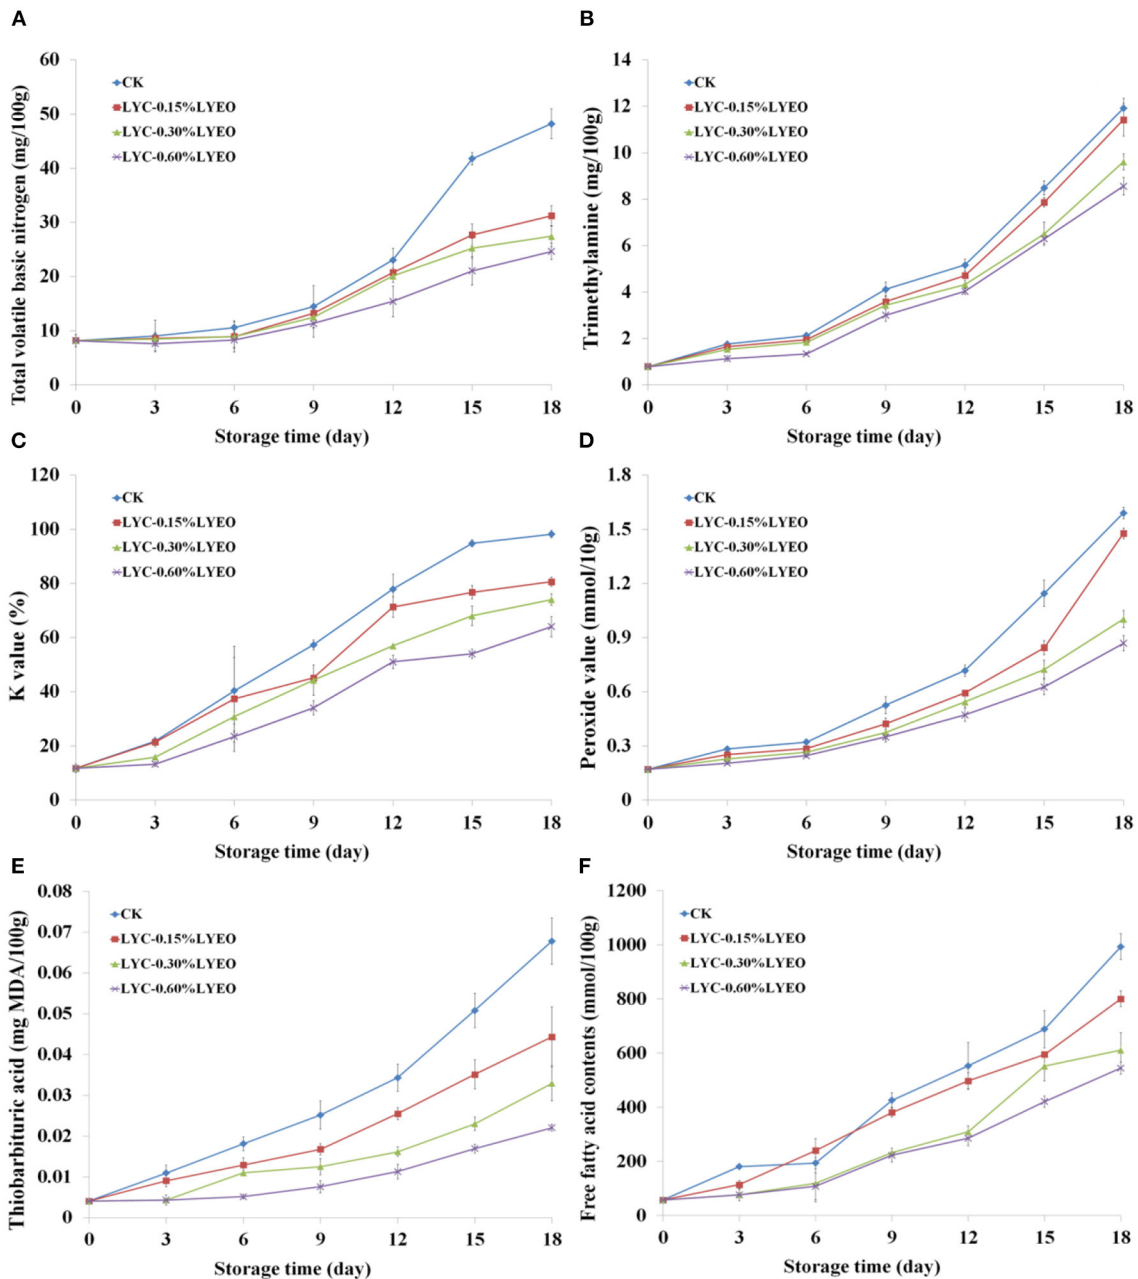 A
Total volatile basic nitrogen (mg/100g)
60
50
40
30
20
10
0
CK
LYC-0.15%LYEO
LYC-0.30%LYEO
LYC-0.60%LYEO
0 3 6 9 12 15 18
Storage time (day)
B
Trimethylamine (mg/100g)
14
12
10
8
6
4
2
0
CK
LYC-0.15%LYEO
LYC-0.30%LYEO
LYC-0.60%LYEO
0 3 6 9 12 15 18
Storage time (day)
C
K value (%)
120
100
80
60
40
20
0
CK
LYC-0.15%LYEO
LYC-0.30%LYEO
LYC-0.60%LYEO
0 3 6 9 12 15 18
Storage time (day)
D
Peroxide value (mmol/10g)
1.8
1.5
1.2
0.9
0.6
0.3
0
CK
LYC-0.15%LYEO
LYC-0.30%LYEO
LYC-0.60%LYEO
0 3 6 9 12 15 18
Storage time (day)
E
Thiobarbituric acid (mg MDA/100g)
0.08
0.07
0.06
0.05
0.04
0.03
0.02
0.01
0
CK
LYC-0.15%LYEO
LYC-0.30%LYEO
LYC-0.60%LYEO
0 3 6 9 12 15 18
Storage time (day)
F
Free fatty acid contents (mmol/100g)
1200
1000
800
600
400
200
0
CK
LYC-0.15%LYEO
LYC-0.30%LYEO
LYC-0.60%LYEO
0 3 6 9 12 15 18
Storage time (day)